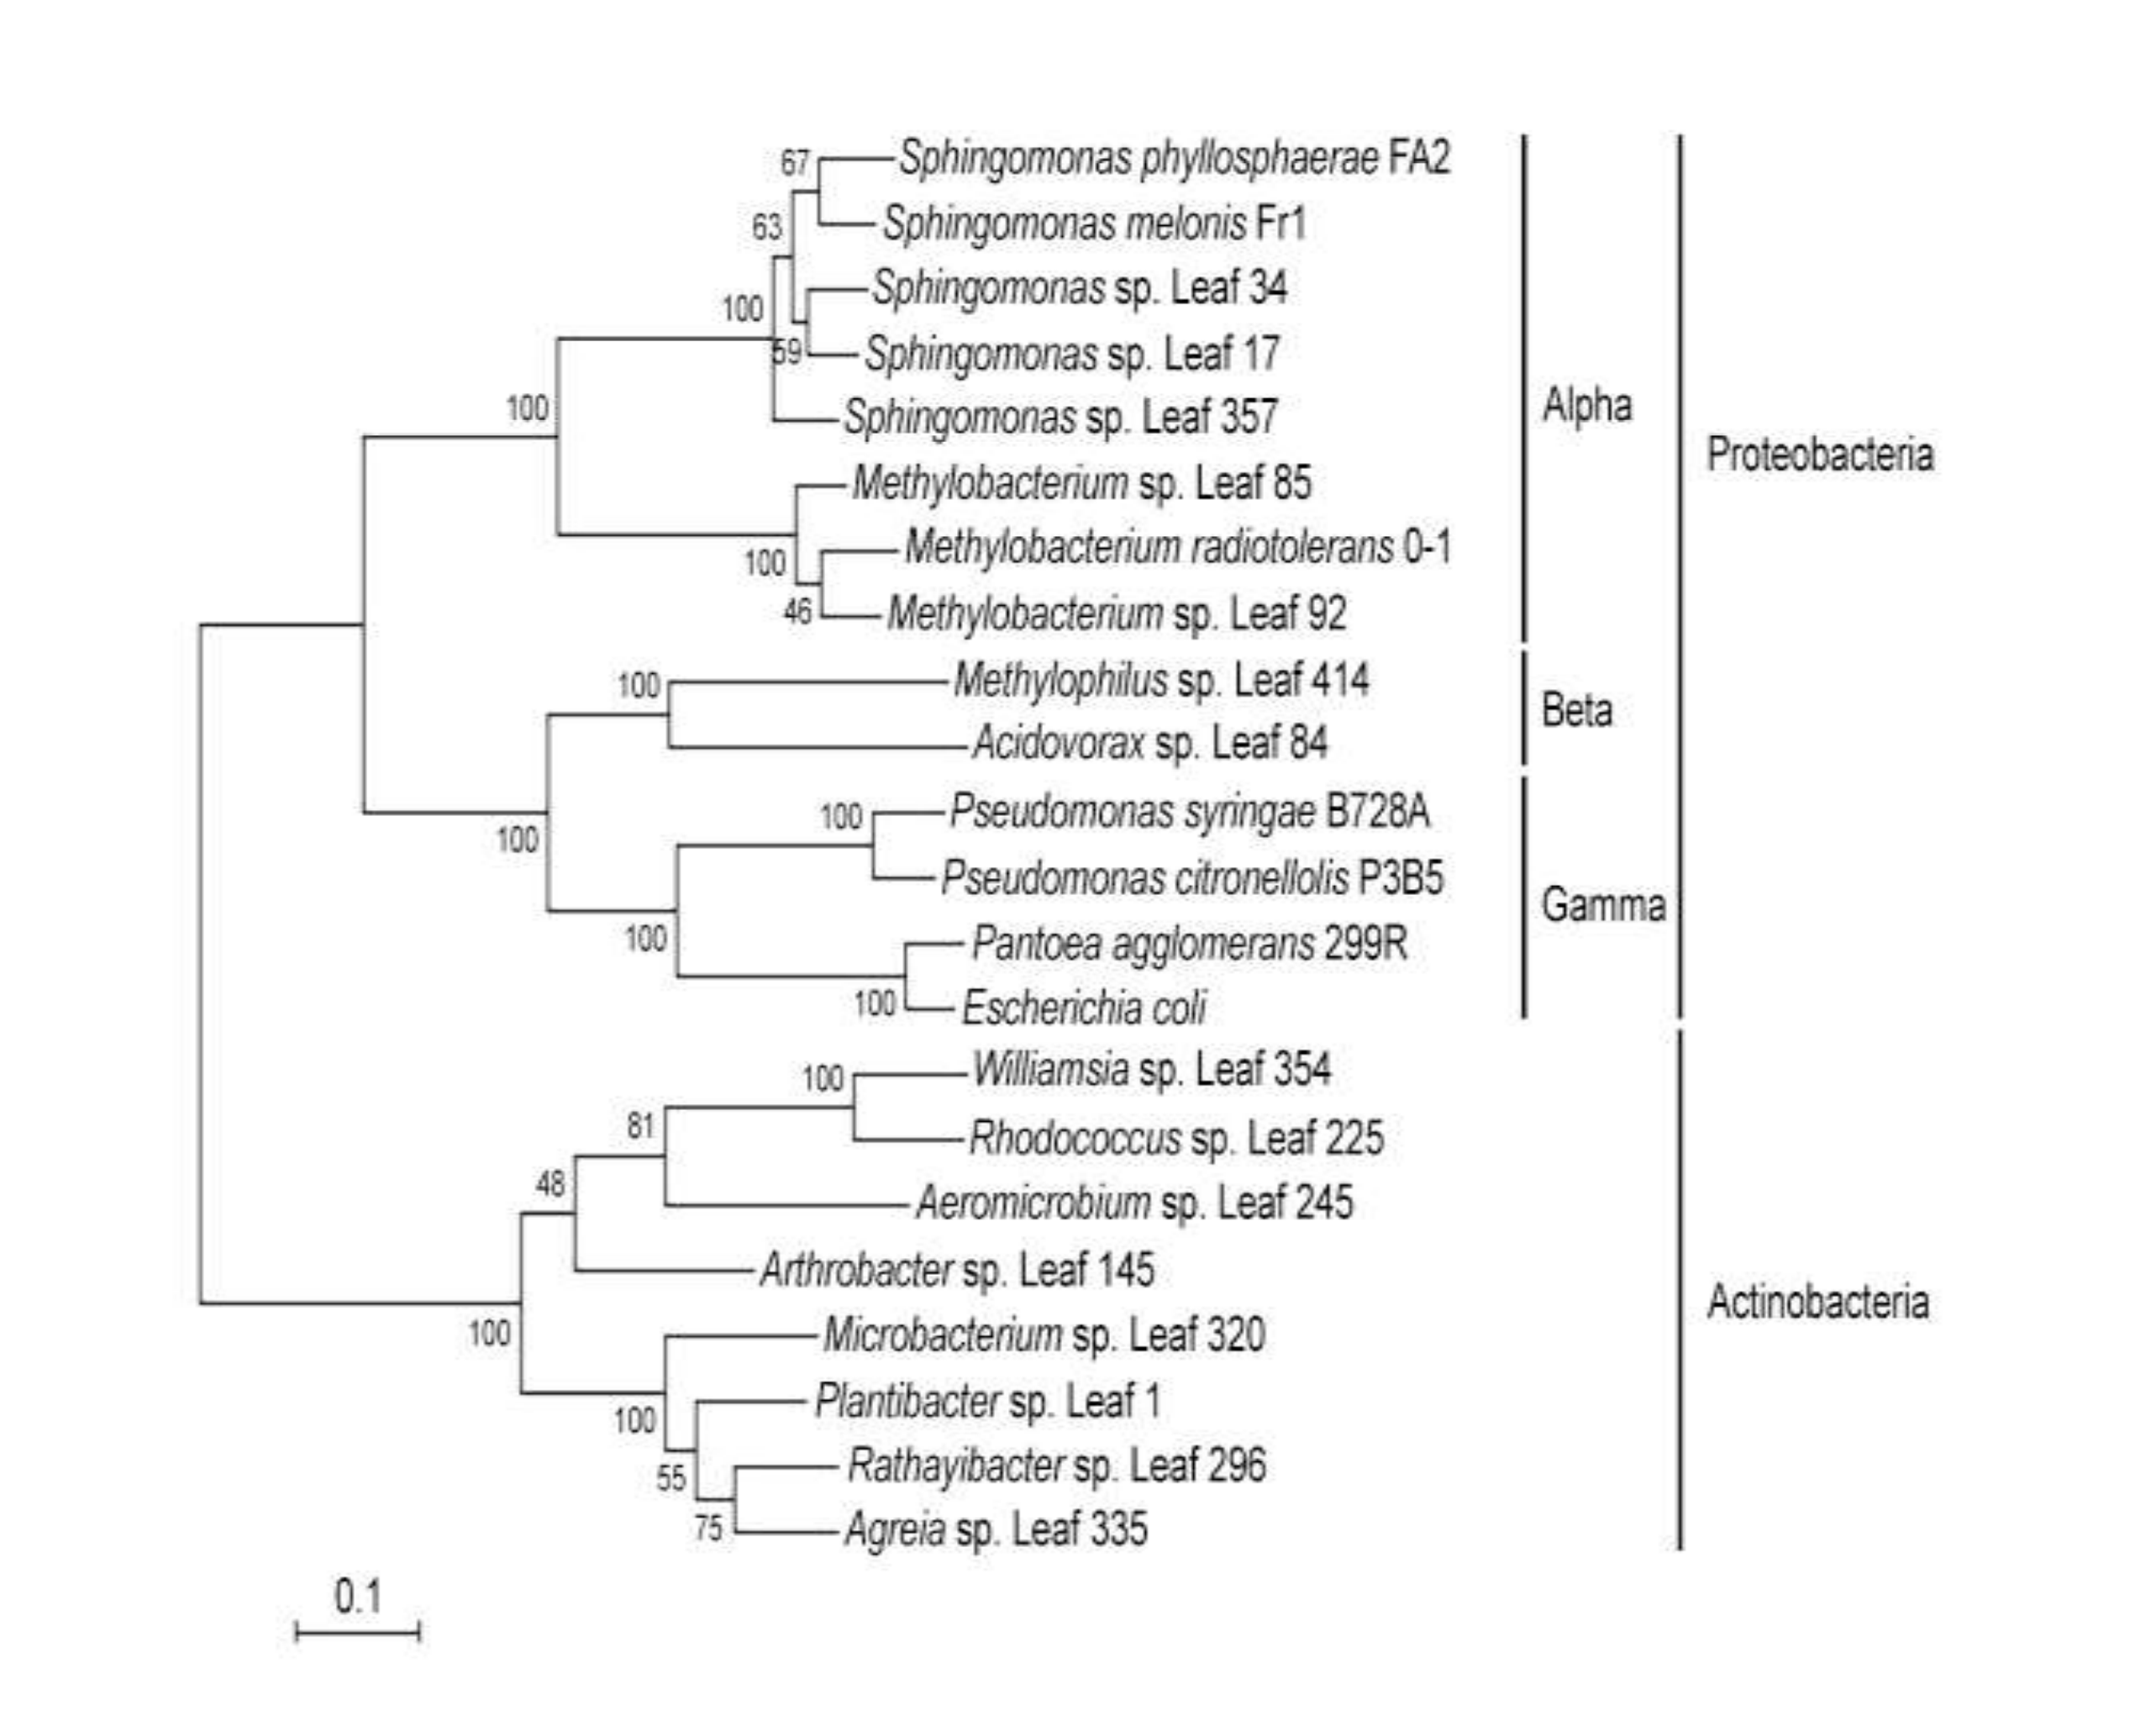 67
Sphingomonas phyllosphaerae FA2
63
Sphingomonas melonis Fr1
Sphingomonas sp. Leaf 34
100
59
Sphingomonas sp. Leaf 17
100
Sphingomonas sp. Leaf 357
Alpha
Proteobacteria
Methylobacterium sp. Leaf 85
100
Methylobacterium radiotolerans 0-1
46
Methylobacterium sp. Leaf 92
100
Methylophilus sp. Leaf 414
Beta
Acidovorax sp. Leaf 84
100
100
Pseudomonas syringae B728A
Pseudomonas citronellolis P3B5
Gamma
100
Pantoea agglomerans 299R
100
Escherichia coli
100
Williamsia sp. Leaf 354
81
Rhodococcus sp. Leaf 225
48
Aeromicrobium sp. Leaf 245
Arthrobacter sp. Leaf 145
Actinobacteria
100
Microbacterium sp. Leaf 320
100
Plantibacter sp. Leaf 1
55
Rathayibacter sp. Leaf 296
75
Agreia sp. Leaf 335
0.1